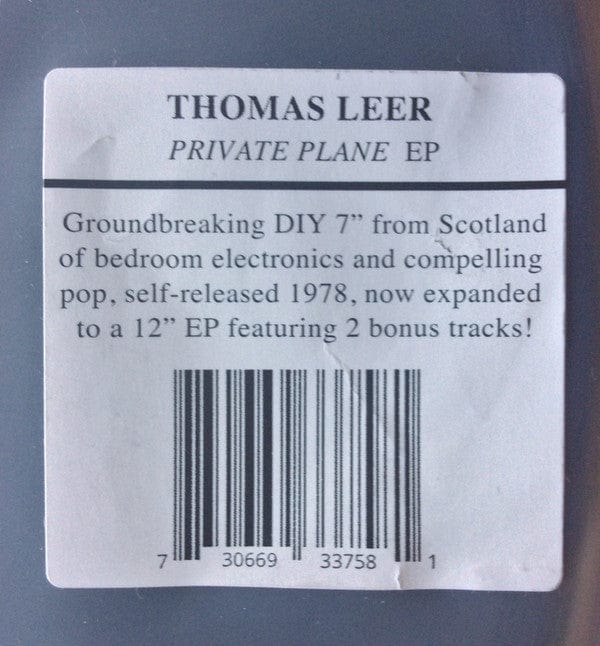 THOMAS LEER
PRIVATE PLANE EP
Groundbreaking DIY 7” from Scotland
of bedroom electronics and compelling
pop, self-released 1978, now expanded
to a 12” EP featuring 2 bonus tracks!
7 30669 33758 1